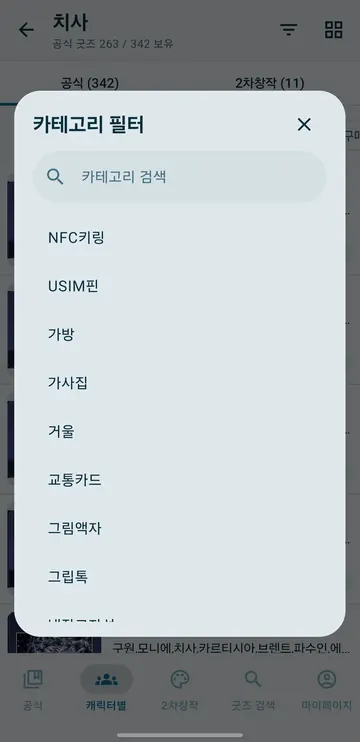 치사
공식 굿즈 263 / 342 보유
공식 (342)
2차창작 (11)
카테고리 필터
카테고리 검색
NFC키링
USIM핀
가방
가사집
거울
교통카드
그림액자
그립톡
구원,모니에,치사,카르티시아,브렌트,파수인,에...
공식
캐릭터별
2차창작
굿즈 검색
마이페이지